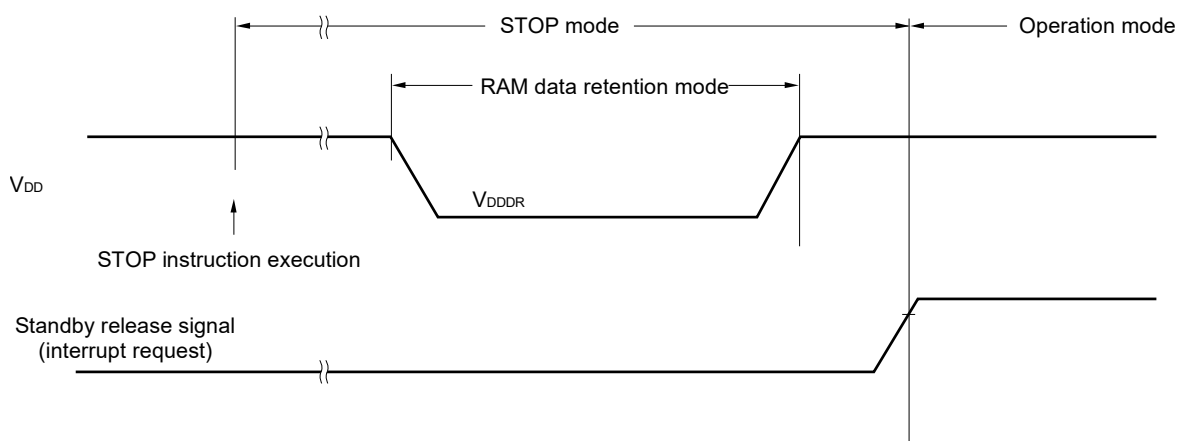 STOP mode
Operation mode
RAM data retention mode
VDD
VDDDR
STOP instruction execution
Standby release signal
(interrupt request)